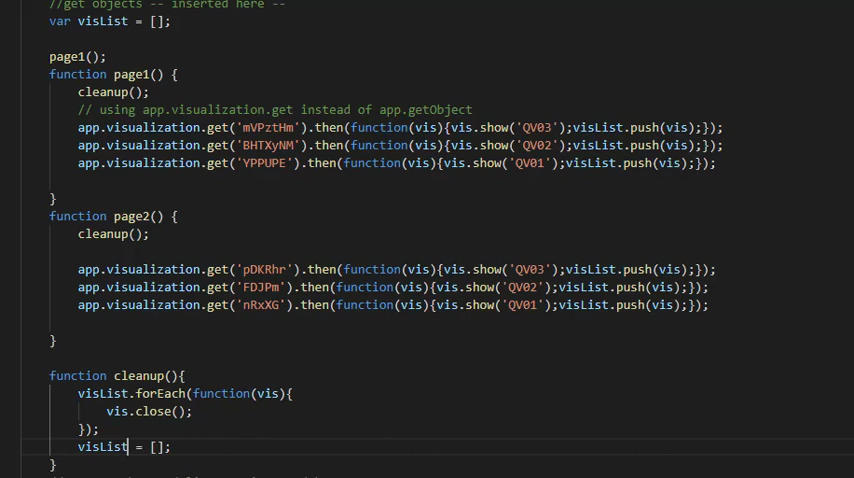 //get objects -- inserted here --
var visList = [];
page1();
function page1() {
cleanup();
// using app.visualization.get instead of app.getObject
app.visualization.get('mVPztHm').then(function(vis){vis.show('QV03');visList.push(vis);});
app.visualization.get('BHTXyNM').then(function(vis){vis.show('QV02');visList.push(vis);});
app.visualization.get('YPPUPE').then(function(vis){vis.show('QV01');visList.push(vis);});
}
function page2() {
cleanup();
app.visualization.get('pDKRhr').then(function(vis){vis.show('QV03');visList.push(vis);});
app.visualization.get('FDJPm').then(function(vis){vis.show('QV02');visList.push(vis);});
app.visualization.get('nRxXG').then(function(vis){vis.show('QV01');visList.push(vis);});
}
function cleanup(){
visList.forEach(function(vis){
vis.close();
});
visList = [];
}